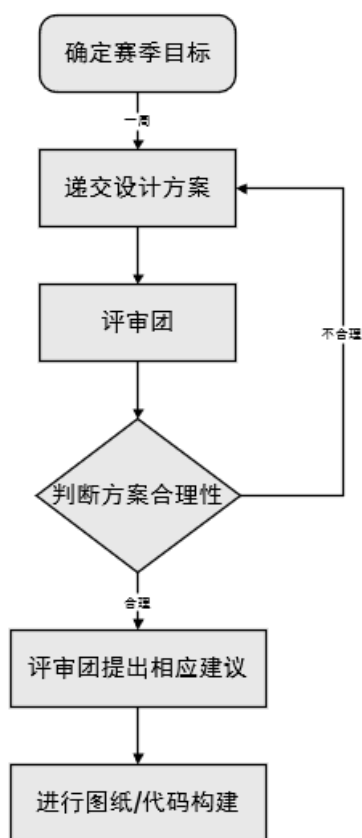 确定赛季目标
一周
递交设计方案
评审团
不合理
判断方案合理性
合理
评审团提出相应建议
进行图纸/代码构建